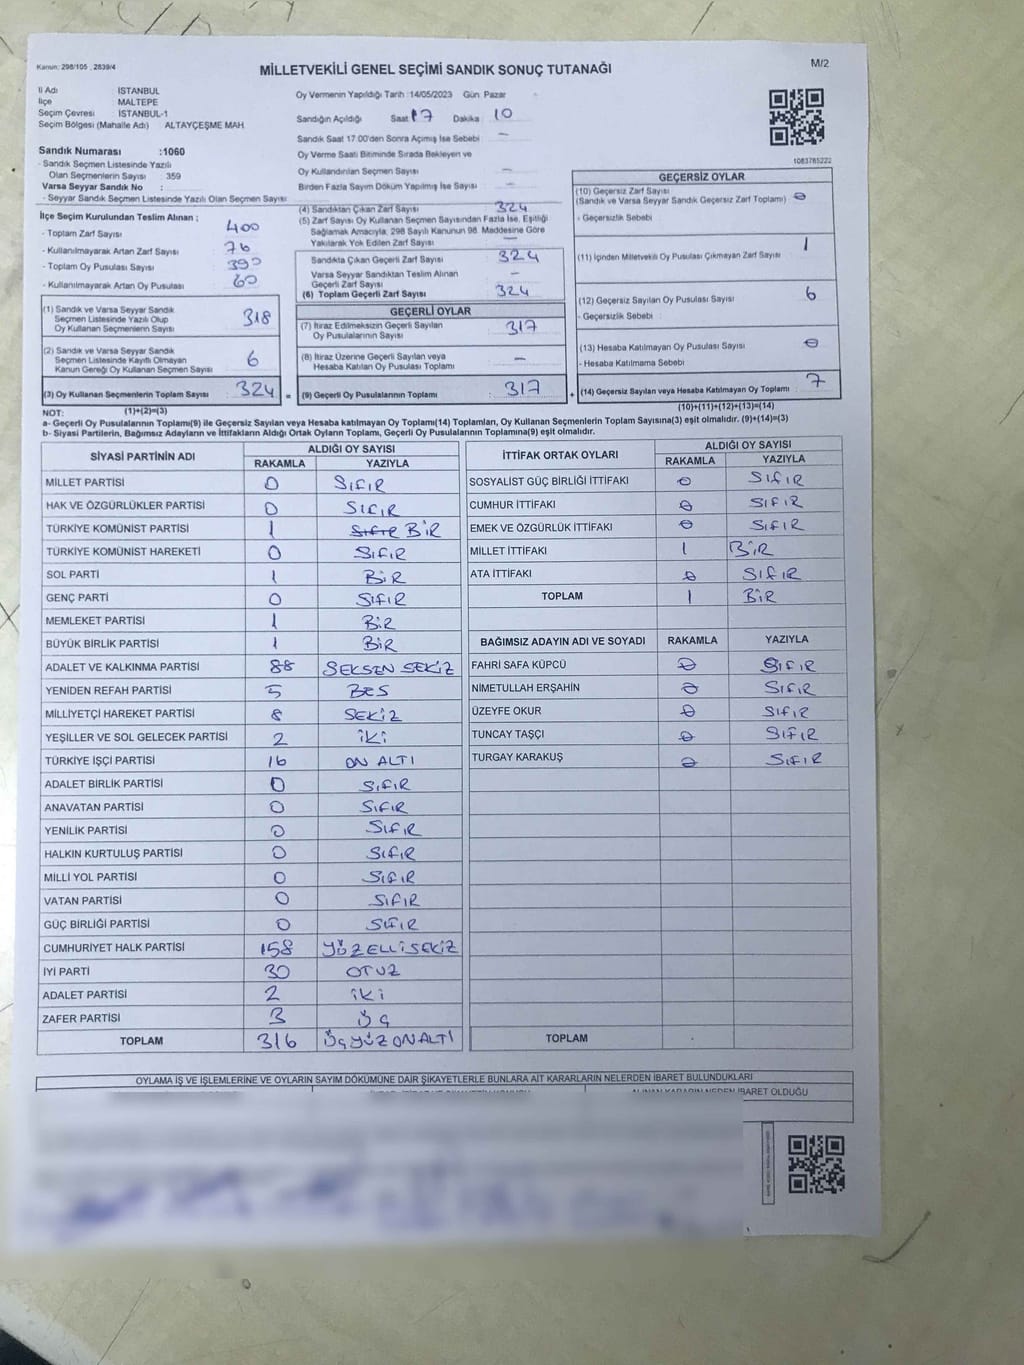 Kanun: 298/105 , 2839/4
M/2
MİLLETVEKİLİ GENEL SEÇİMİ SANDIK SONUÇ TUTANAĞI
İl Adı İSTANBUL
İlçe MALTEPE
Seçim Çevresi İSTANBUL-1
Seçim Bölgesi (Mahalle Adı) ALTAYÇEŞME MAH.
Sandık Numarası :1060
- Sandık Seçmen Listesinde Yazılı
Olan Seçmenlerin Sayısı : 359
Varsa Seyyar Sandık No :
- Seyyar Sandık Seçmen Listesinde Yazılı Olan Seçmen Sayısı :
Oy Vermenin Yapıldığı Tarih :14/05/2023 Gün Pazar
Sandığın Açıldığı Saat 17 Dakika 10
Sandık Saat 17.00'den Sonra Açımış İse Sebebi —
Oy Verme Saati Bitiminde Sırada Bekleyen ve
Oy Kullandırılan Seçmen Sayısı —
Birden Fazla Sayım Döküm Yapılmış İse Sayısı —
1083765222
İlçe Seçim Kurulundan Teslim Alınan ;
- Toplam Zarf Sayısı 400
- Kullanılmayarak Artan Zarf Sayısı 76
- Toplam Oy Pusulası Sayısı 390
- Kullanılmayarak Artan Oy Pusulası 60
(4) Sandıktan Çıkan Zarf Sayısı 324
(5) Zarf Sayısı Oy Kullanan Seçmen Sayısından Fazla İse, Eşitliği
Sağlamak Amacıyla; 298 Sayılı Kanunun 98. Maddesine Göre
Yakılarak Yok Edilen Zarf Sayısı —
Sandıkta Çıkan Geçerli Zarf Sayısı 324
Varsa Seyyar Sandıktan Teslim Alınan
Geçerli Zarf Sayısı —
(6) Toplam Geçerli Zarf Sayısı 324
GEÇERSİZ OYLAR
(10) Geçersiz Zarf Sayısı
(Sandık ve Varsa Seyyar Sandık Geçersiz Zarf Toplamı) 0
- Geçersizlik Sebebi
(11) İçinden Milletvekili Oy Pusulası Çıkmayan Zarf Sayısı 1
(12) Geçersiz Sayılan Oy Pusulası Sayısı 6
- Geçersizlik Sebebi :
(13) Hesaba Katılmayan Oy Pusulası Sayısı 0
- Hesaba Katılmama Sebebi
(14) Geçersiz Sayılan veya Hesaba Katılmayan Oy Toplamı 7
(10)+(11)+(12)+(13)=(14)
(1) Sandık ve Varsa Seyyar Sandık
Seçmen Listesinde Yazılı Olup
Oy Kullanan Seçmenlerin Sayısı 318
(2) Sandık ve Varsa Seyyar Sandık
Seçmen Listesinde Kayıtlı Olmayan
Kanun Gereği Oy Kullanan Seçmen Sayısı 6
(3) Oy Kullanan Seçmenlerin Toplam Sayısı 324 =
(1)+(2)=(3)
GEÇERLİ OYLAR
(7) İtiraz Edilmeksizin Geçerli Sayılan
Oy Pusulalarının Sayısı 317
(8) İtiraz Üzerine Geçerli Sayılan veya
Hesaba Katılan Oy Pusulası Toplamı —
(9) Geçerli Oy Pusulalarının Toplamı 317 +
NOT:
a- Geçerli Oy Pusulalarının Toplamı(9) ile Geçersiz Sayılan veya Hesaba katılmayan Oy Toplamı(14) Toplamları, Oy Kullanan Seçmenlerin Toplam Sayısına(3) eşit olmalıdır. (9)+(14)=(3)
b- Siyasi Partilerin, Bağımsız Adayların ve İttifakların Aldığı Ortak Oyların Toplamı, Geçerli Oy Pusulalarının Toplamına(9) eşit olmalıdır.
SİYASİ PARTİNİN ADI ALDIĞI OY SAYISI
RAKAMLA YAZIYLA
MİLLET PARTİSİ 0 SIFIR
HAK VE ÖZGÜRLÜKLER PARTİSİ 0 SIFIR
TÜRKİYE KOMÜNİST PARTİSİ 1 SIFIR BİR
TÜRKİYE KOMÜNİST HAREKETİ 0 SIFIR
SOL PARTİ 1 BİR
GENÇ PARTİ 0 SIFIR
MEMLEKET PARTİSİ 1 BİR
BÜYÜK BİRLİK PARTİSİ 1 BİR
ADALET VE KALKINMA PARTİSİ 88 SEKSEN SEKİZ
YENİDEN REFAH PARTİSİ 5 BES
MİLLİYETÇİ HAREKET PARTİSİ 8 SEKİZ
YEŞİLLER VE SOL GELECEK PARTİSİ 2 İKİ
TÜRKİYE İŞÇİ PARTİSİ 16 ON ALTI
ADALET BİRLİK PARTİSİ 0 SIFIR
ANAVATAN PARTİSİ 0 SIFIR
YENİLİK PARTİSİ 0 SIFIR
HALKIN KURTULUŞ PARTİSİ 0 SIFIR
MİLLİ YOL PARTİSİ 0 SIFIR
VATAN PARTİSİ 0 SIFIR
GÜÇ BİRLİĞİ PARTİSİ 0 SIFIR
CUMHURİYET HALK PARTİSİ 158 YÜZELLİSEKİZ
İYİ PARTİ 30 OTUZ
ADALET PARTİSİ 2 İKİ
ZAFER PARTİSİ 3 ÜÇ
TOPLAM 316 ÜÇYÜZ ONALTI
İTTİFAK ORTAK OYLARI ALDIĞI OY SAYISI
RAKAMLA YAZIYLA
SOSYALİST GÜÇ BİRLİĞİ İTTİFAKI 0 SIFIR
CUMHUR İTTİFAKI 0 SIFIR
EMEK VE ÖZGÜRLÜK İTTİFAKI 0 SIFIR
MİLLET İTTİFAKI 1 BİR
ATA İTTİFAKI 0 SIFIR
TOPLAM 1 BİR
BAĞIMSIZ ADAYIN ADI VE SOYADI RAKAMLA YAZIYLA
FAHRİ SAFA KÜPCÜ 0 SIFIR
NİMETULLAH ERŞAHİN 0 SIFIR
ÜZEYFE OKUR 0 SIFIR
TUNCAY TAŞÇI 0 SIFIR
TURGAY KARAKUŞ 0 SIFIR
TOPLAM
OYLAMA İŞ VE İŞLEMLERİNE VE OYLARIN SAYIM DÖKÜMÜNE DAİR ŞİKAYETLERLE BUNLARA AİT KARARLARIN NELERDEN İBARET BULUNDUKLARI
ALINAN KARARIN NEDEN İBARET OLDUĞU